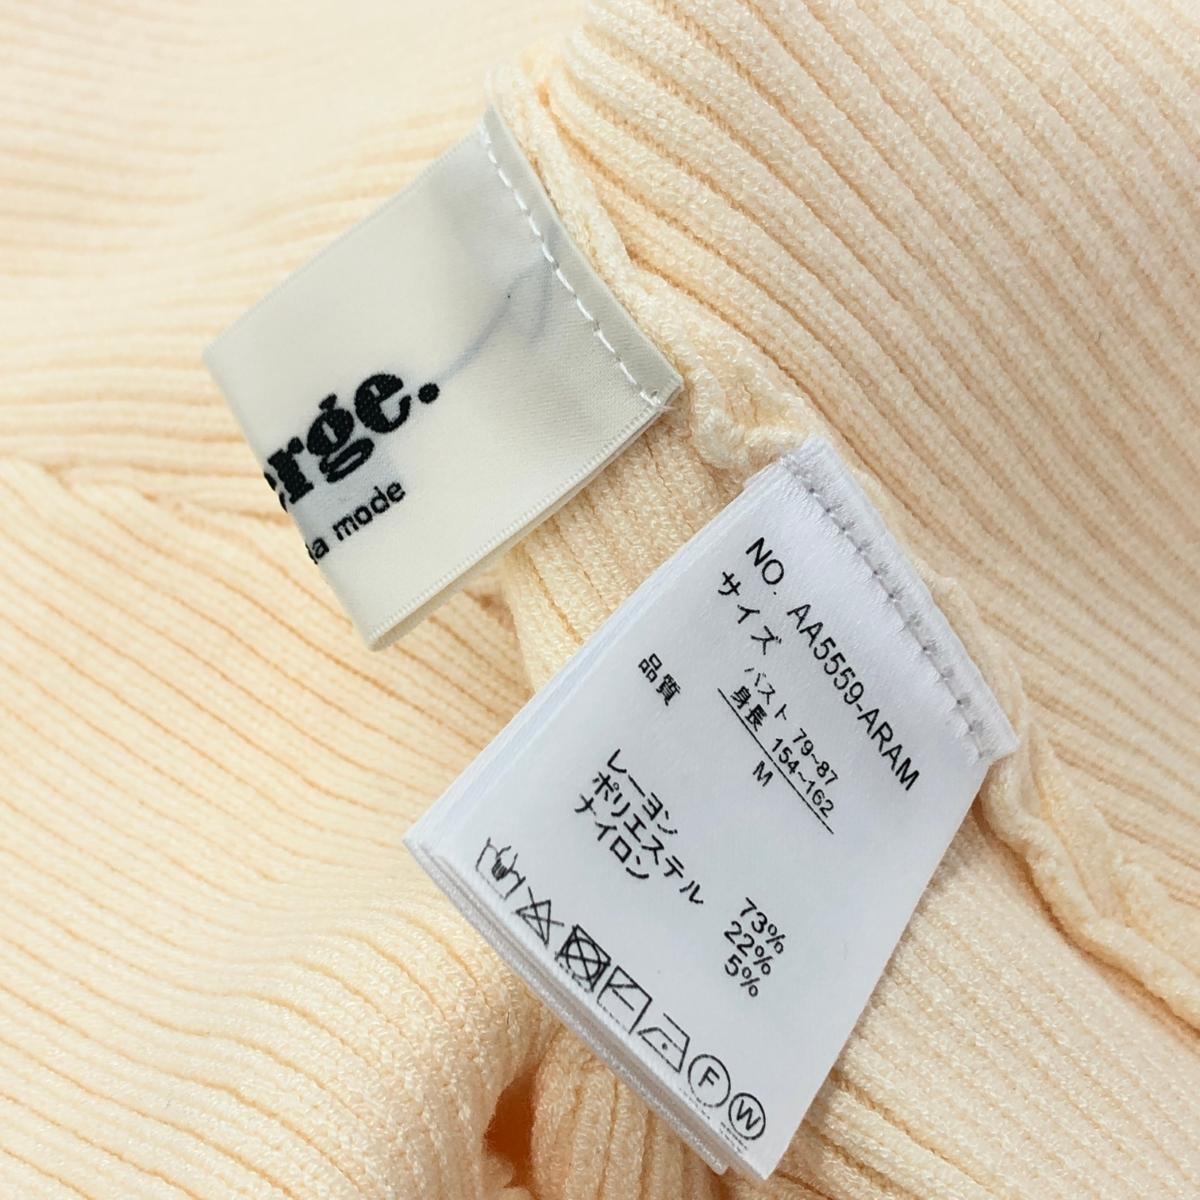 erge.
a mode
NO. AA5559-ARAM
サイズ
バスト 79~87
身長 154~162
M
品質
レーヨン 73%
ポリエステル 22%
ナイロン 5%
F
W